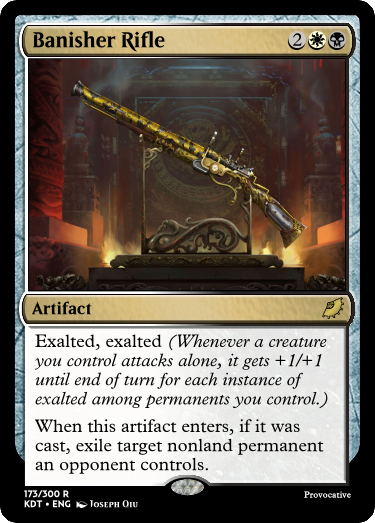 Banisher Rifle 2
Artifact
Exalted, exalted (Whenever a creature
you control attacks alone, it gets +1/+1
until end of turn for each instance of
exalted among permanents you control.)
When this artifact enters, if it was
cast, exile target nonland permanent
an opponent controls.
173/300 R
KDT • ENG Joseph Oiu
Provocative